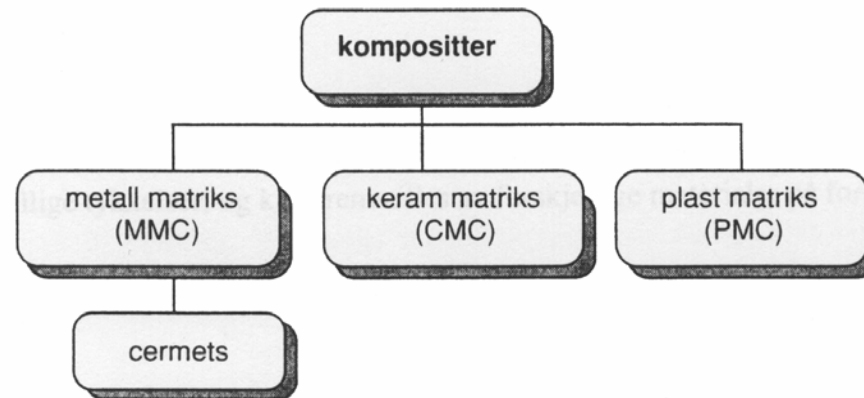 kompositter
metall matriks
(MMC)
keram matriks
(CMC)
plast matriks
(PMC)
cermets